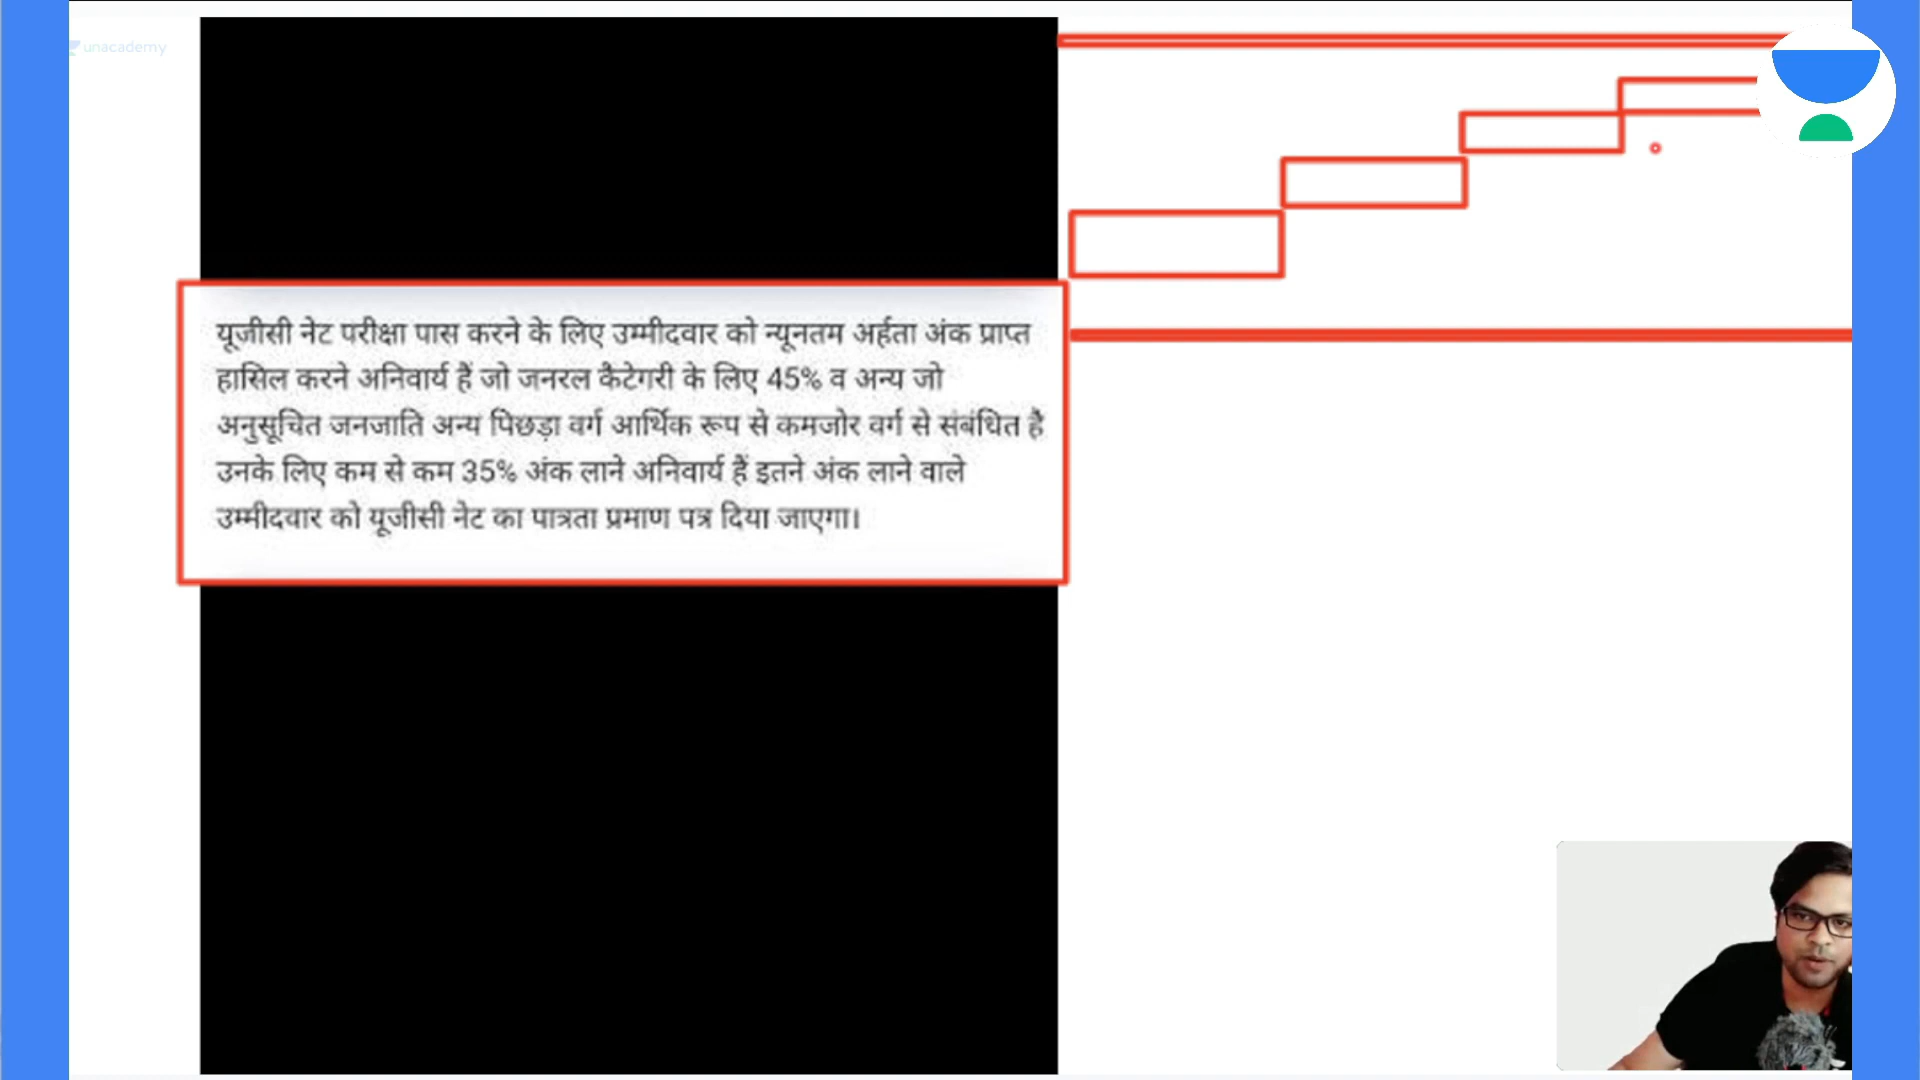 unacademy
यूजीसी नेट परीक्षा पास करने के लिए उम्मीदवार को न्यूनतम अर्हता अंक प्राप्त
हासिल करने अनिवार्य हैं जो जनरल कैटेगरी के लिए 45% व अन्य जो
अनुसूचित जनजाति अन्य पिछड़ा वर्ग आर्थिक रूप से कमजोर वर्ग से संबंधित है
उनके लिए कम से कम 35% अंक लाने अनिवार्य हैं इतने अंक लाने वाले
उम्मीदवार को यूजीसी नेट का पात्रता प्रमाण पत्र दिया जाएगा।